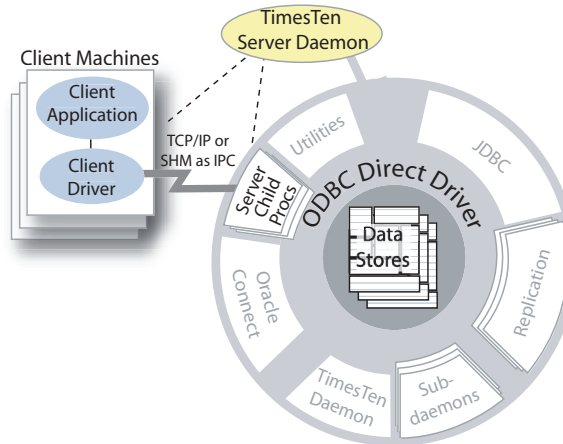 TimesTen
Server Daemon
Client Machines
Client
Application
Client
Driver
TCP/IP or
SHM as IPC
Utilities
JDBC
Server
Child
Procs
ODBC Direct Driver
Data
Stores
Oracle
Connect
Replication
TimesTen
Daemon
Sub-
daemons